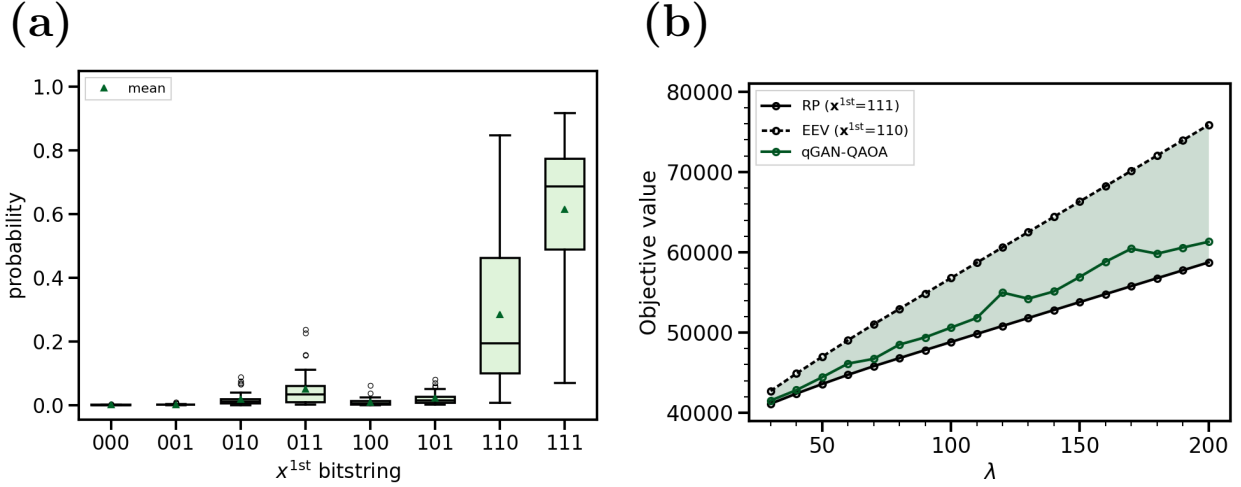 (a)
(b)
mean
1.0
0.8
0.6
0.4
0.2
0.0
probability
000 001 010 011 100 101 110 111
x^1st bitstring
RP (x^1st=111)
EEV (x^1st=110)
qGAN-QAOA
80000
70000
60000
50000
40000
Objective value
50 100 150 200
λ